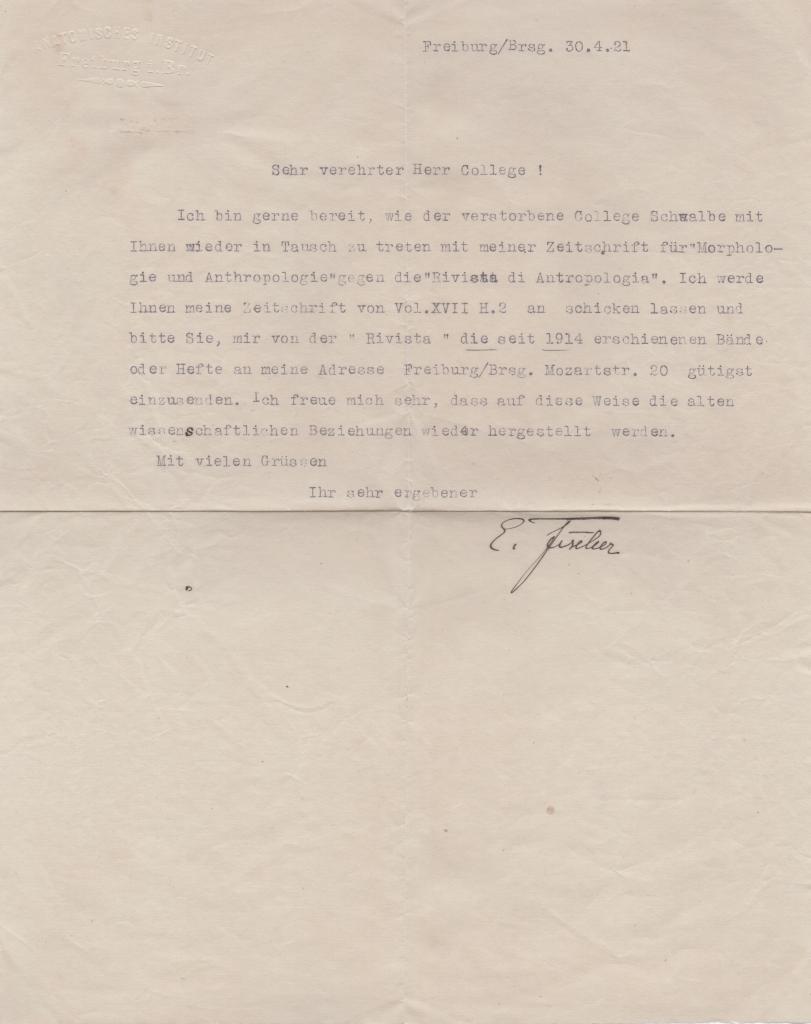 ANATOMISCHES INSTITUT
Freiburg i. Br.
Freiburg/Brsg. 30.4.21
Sehr verehrter Herr College !
Ich bin gerne bereit, wie der verstorbene College Schwalbe mit
Ihnen wieder in Tausch zu treten mit meiner Zeitschrift für"Morpholo-
gie und Anthropologie"gegen die"Rivista di Antropologia". Ich werde
Ihnen meine Zeitschrift von Vol.XVII H.2 an schicken lassen und
bitte Sie, mir von der " Rivista " die seit 1914 erschienenen Bände
oder Hefte an meine Adresse Freiburg/Brsg. Mozartstr. 20 gütigst
einzusenden. Ich freue mich sehr, dass auf diese Weise die alten
wissenschaftlichen Beziehungen wieder hergestellt werden.
Mit vielen Grüssen
Ihr sehr ergebener
E. Fischer